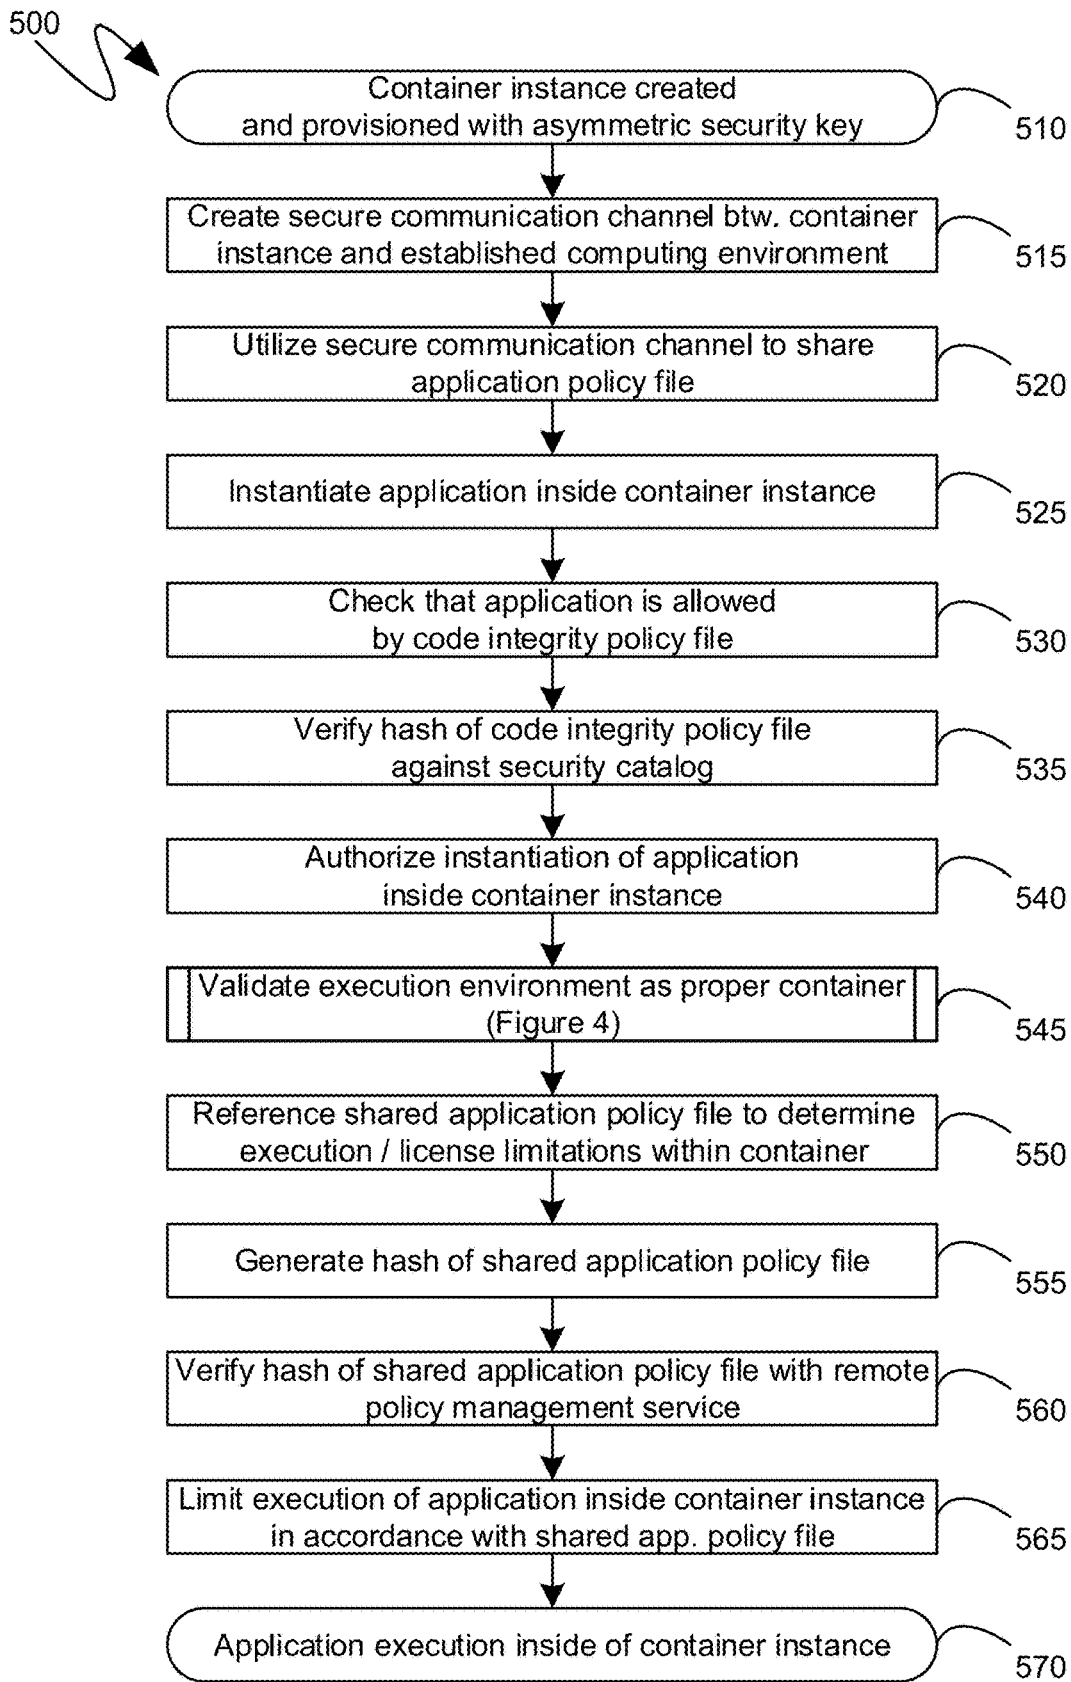 500
Container instance created
and provisioned with asymmetric security key
510
Create secure communication channel btw. container
instance and established computing environment
515
Utilize secure communication channel to share
application policy file
520
Instantiate application inside container instance
525
Check that application is allowed
by code integrity policy file
530
Verify hash of code integrity policy file
against security catalog
535
Authorize instantiation of application
inside container instance
540
Validate execution environment as proper container
(Figure 4)
545
Reference shared application policy file to determine
execution / license limitations within container
550
Generate hash of shared application policy file
555
Verify hash of shared application policy file with remote
policy management service
560
Limit execution of application inside container instance
in accordance with shared app. policy file
565
Application execution inside of container instance
570